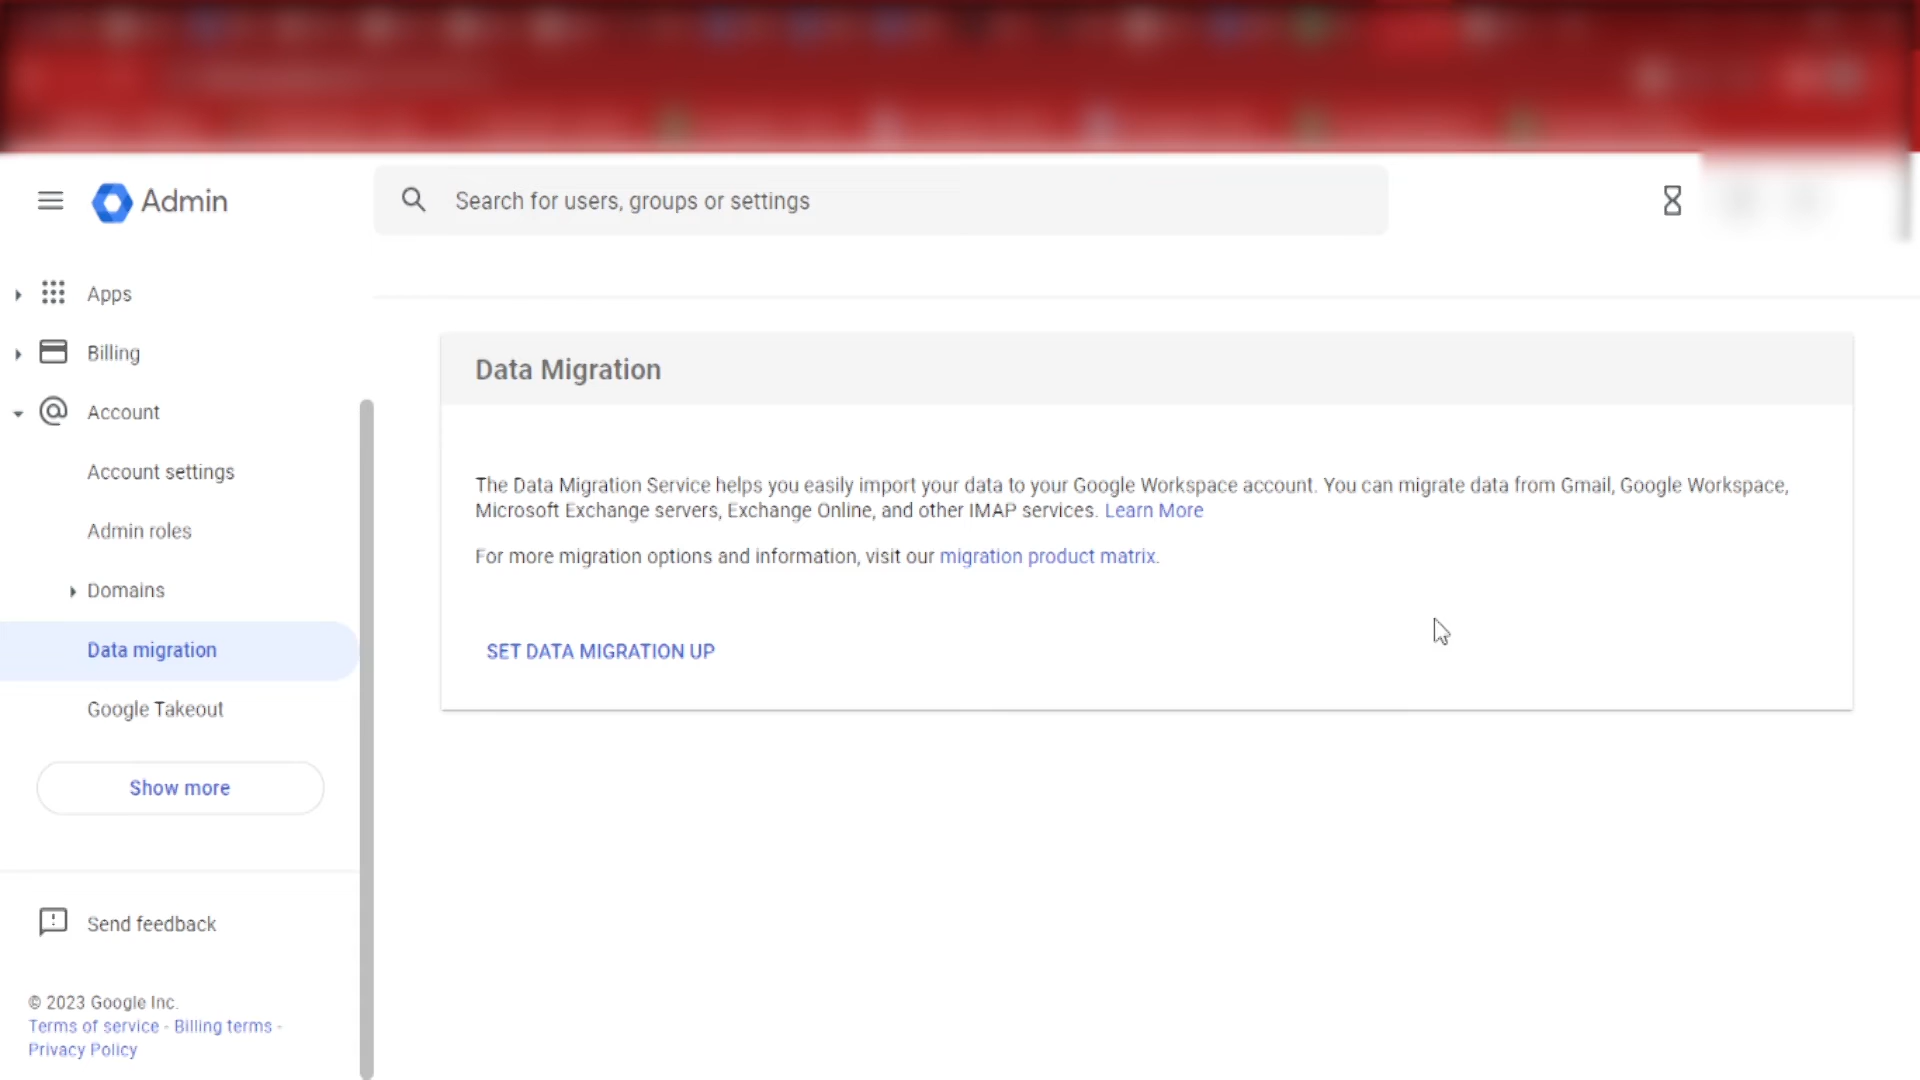 Admin
Search for users, groups or settings
Apps
Billing
Account
Account settings
Admin roles
Domains
Data migration
Google Takeout
Show more
Send feedback
© 2023 Google Inc.
Terms of service - Billing terms -
Privacy Policy
Data Migration
The Data Migration Service helps you easily import your data to your Google Workspace account. You can migrate data from Gmail, Google Workspace,
Microsoft Exchange servers, Exchange Online, and other IMAP services. Learn More
For more migration options and information, visit our migration product matrix.
SET DATA MIGRATION UP